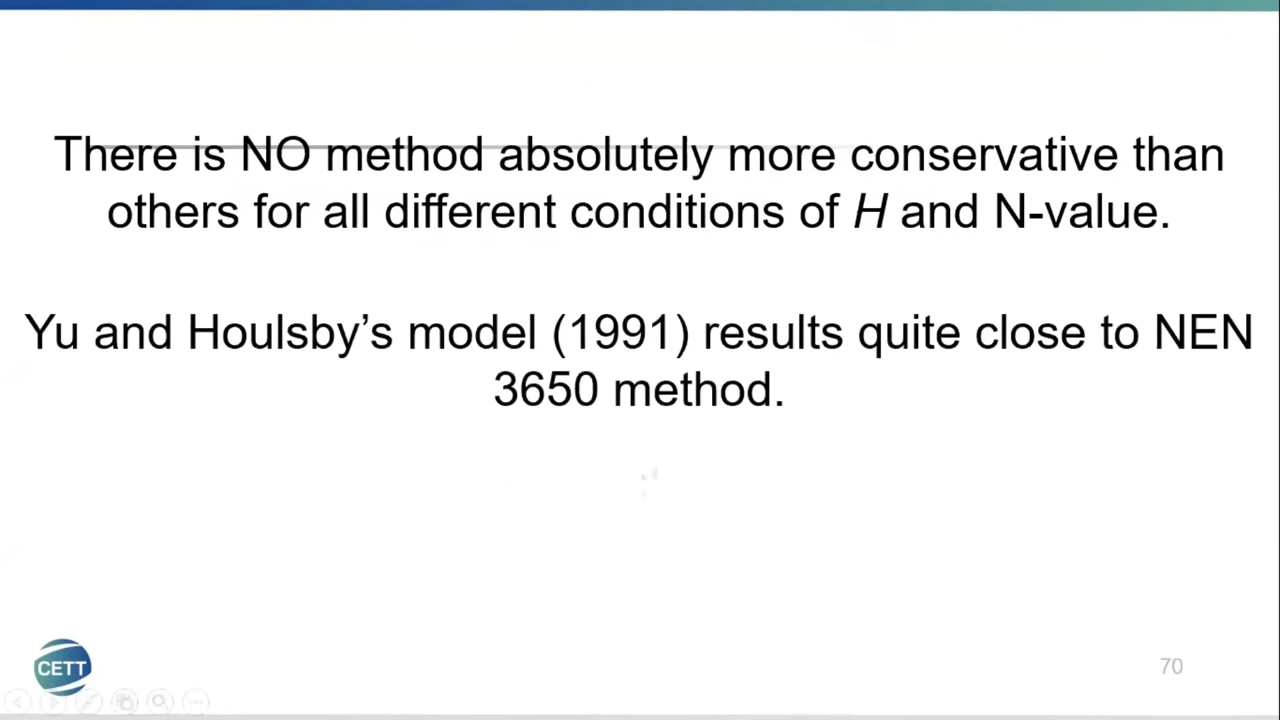 There is NO method absolutely more conservative than
others for all different conditions of H and N-value.
Yu and Houlsby’s model (1991) results quite close to NEN
3650 method.
CETT
70